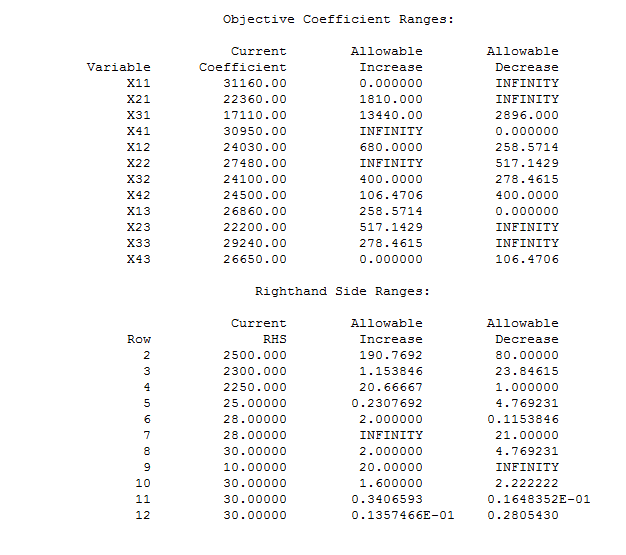 Objective Coefficient Ranges:
Current Allowable Allowable
Variable Coefficient Increase Decrease
X11 31160.00 0.000000 INFINITY
X21 22360.00 1810.000 INFINITY
X31 17110.00 13440.00 2896.000
X41 30950.00 INFINITY 0.000000
X12 24030.00 680.0000 258.5714
X22 27480.00 INFINITY 517.1429
X32 24100.00 400.0000 278.4615
X42 24500.00 106.4706 400.0000
X13 26860.00 258.5714 0.000000
X23 22200.00 517.1429 INFINITY
X33 29240.00 278.4615 INFINITY
X43 26650.00 0.000000 106.4706
Righthand Side Ranges:
Current Allowable Allowable
Row RHS Increase Decrease
2 2500.000 190.7692 80.00000
3 2300.000 1.153846 23.84615
4 2250.000 20.66667 1.000000
5 25.00000 0.2307692 4.769231
6 28.00000 2.000000 0.1153846
7 28.00000 INFINITY 21.00000
8 30.00000 2.000000 4.769231
9 10.00000 20.00000 INFINITY
10 30.00000 1.600000 2.222222
11 30.00000 0.3406593 0.1648352E-01
12 30.00000 0.1357466E-01 0.2805430